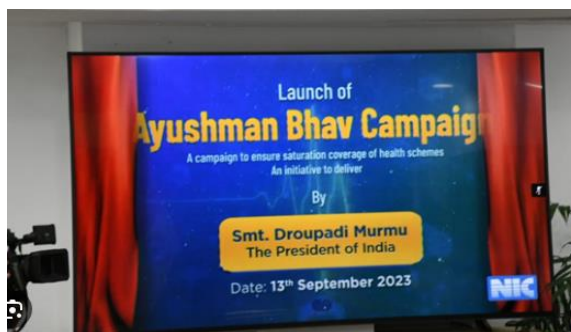 Launch of
Ayushman Bhav Campaign
A campaign to ensure saturation coverage of health schemes
An initiative to deliver
By
Smt. Droupadi Murmu
The President of India
Date: 13th September 2023
NIC